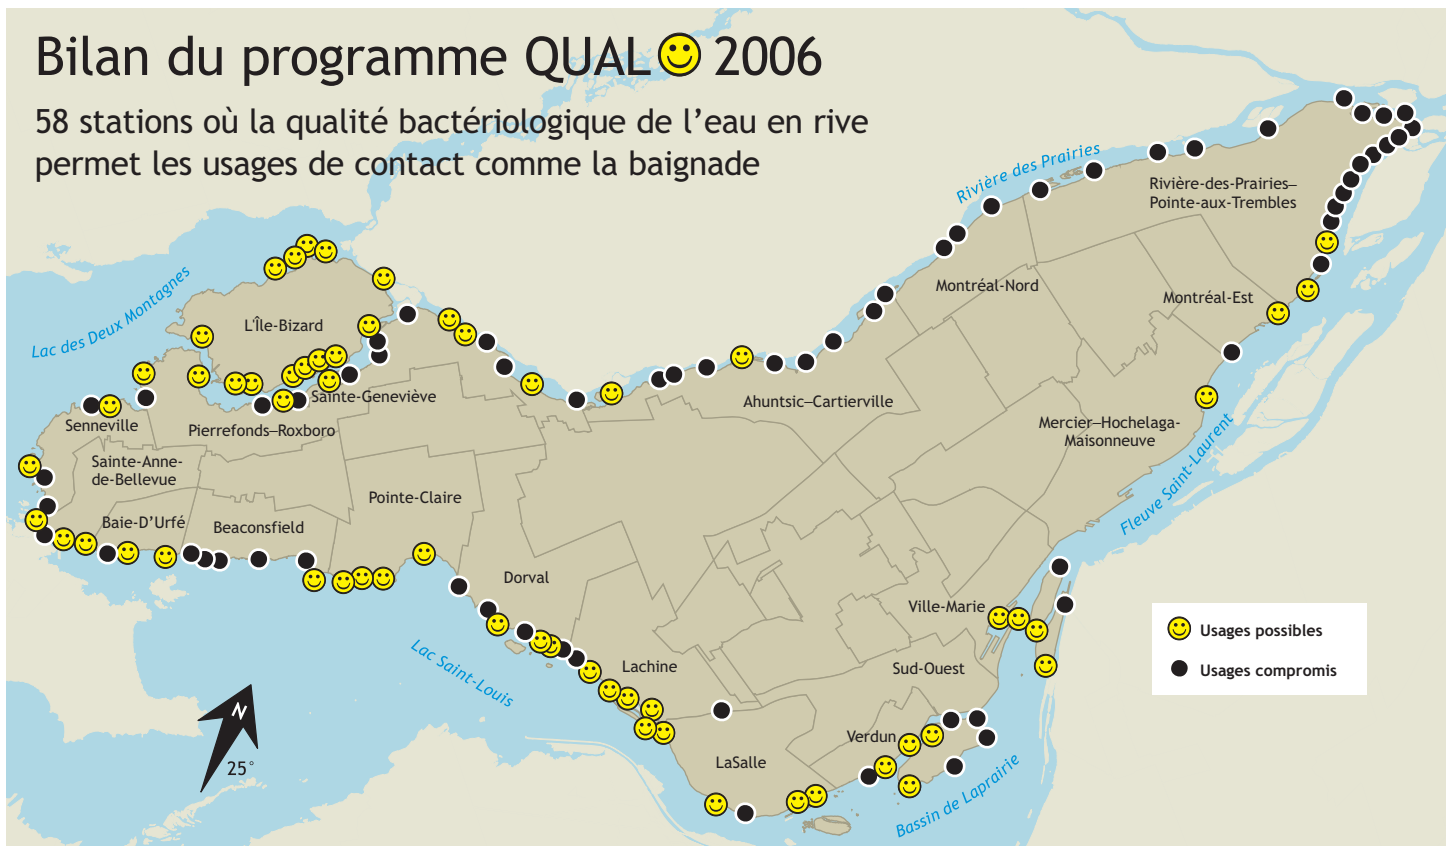 Bilan du programme QUAL 2006
58 stations où la qualité bactériologique de l'eau en rive
permet les usages de contact comme la baignade
Rivière des Prairies
Rivière-des-Prairies–
Pointe-aux-Trembles
Lac des Deux Montagnes
L'Île-Bizard
Montréal-Nord
Montréal-Est
Sainte-Geneviève
Ahuntsic–Cartierville
Senneville
Pierrefonds–Roxboro
Mercier–Hochelaga-
Maisonneuve
Sainte-Anne-
de-Bellevue
Pointe-Claire
Fleuve Saint-Laurent
Baie-D'Urfé
Beaconsfield
Dorval
Ville-Marie
Usages possibles
Lac Saint-Louis
Lachine
Sud-Ouest
Usages compromis
N
25°
Verdun
LaSalle
Bassin de Laprairie